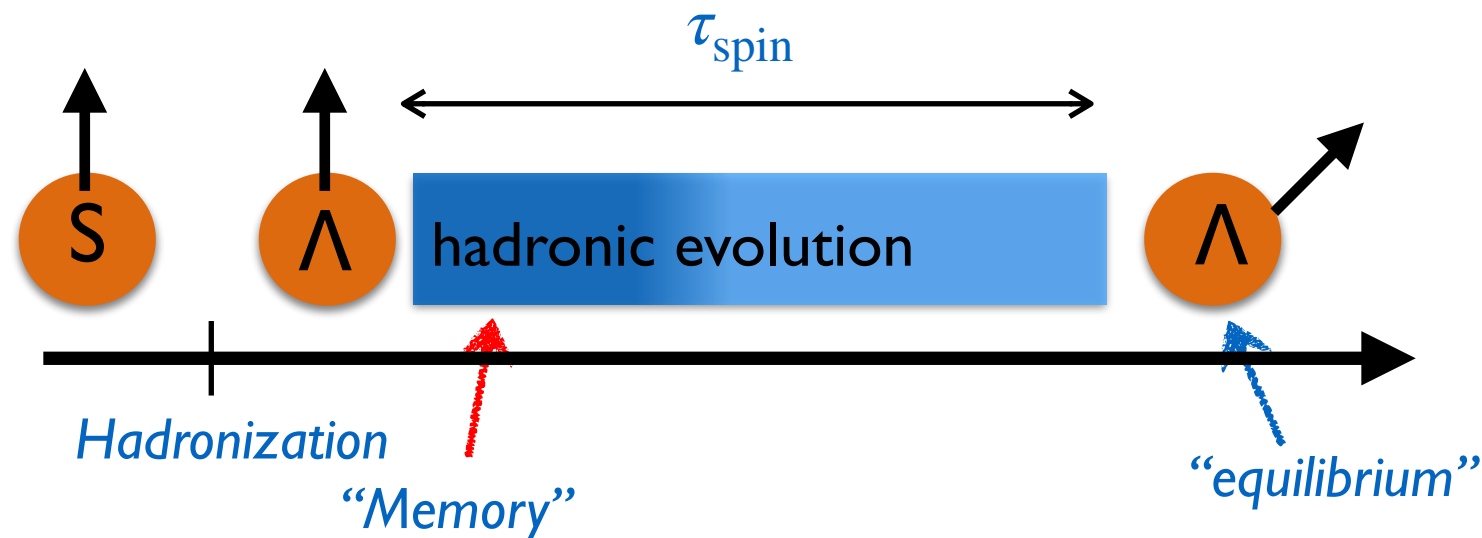 τspin
S
Λ
hadronic evolution
Λ
Hadronization
“Memory”
“equilibrium”